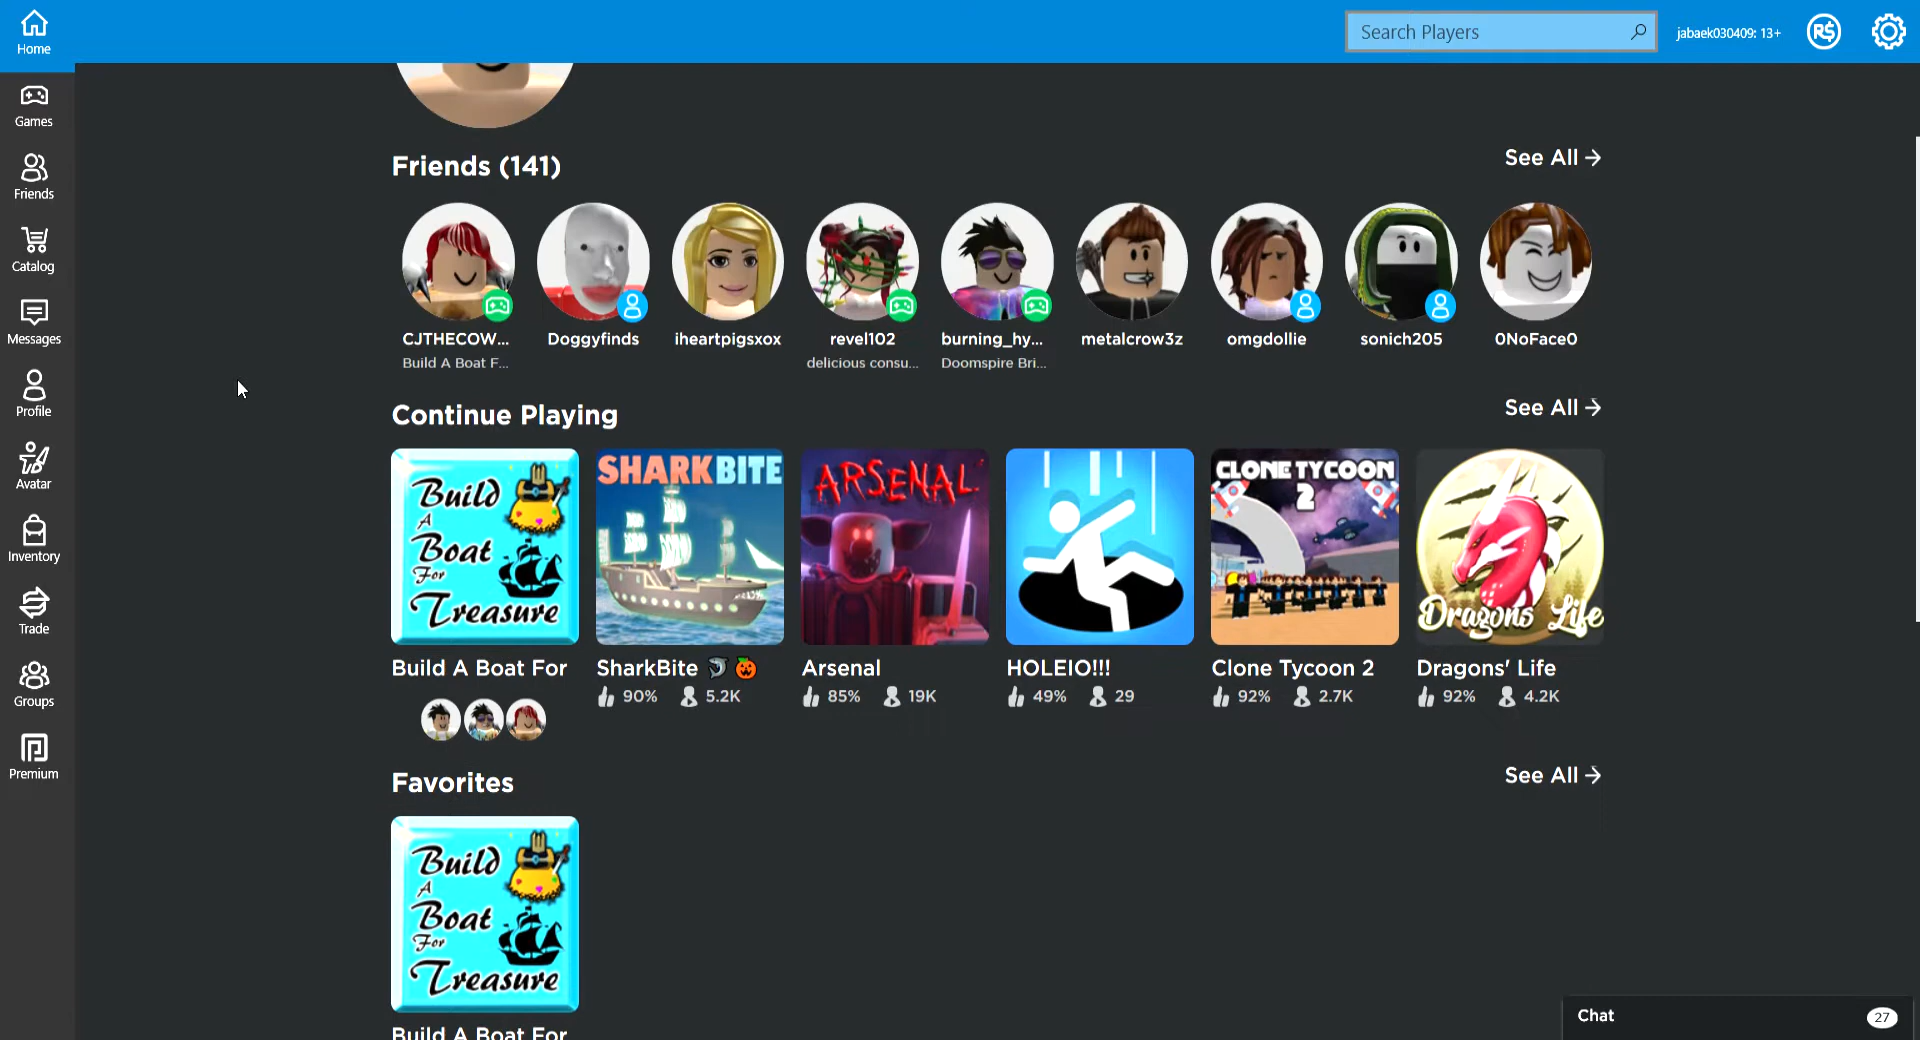 Home
Search Players
jabaek030409: 13+
R$
Games
Friends
Catalog
Messages
Profile
Avatar
Inventory
Trade
Groups
Premium
Friends (141)
See All
CJTHECOW...
Doggyfinds
iheartpigsxox
revel102
burning_hy...
metalcrow3z
omgdollie
sonich205
0NoFace0
Build A Boat F...
delicious consu...
Doomspire Bri...
Continue Playing
See All
Build
A
Boat
For
Treasure
SHARKBITE
ARSENAL
CLONE TYCOON
2
Dragons Life
Build A Boat For
SharkBite
Arsenal
HOLEIO!!!
Clone Tycoon 2
Dragons' Life
90% 5.2K
85% 19K
49% 29
92% 2.7K
92% 4.2K
Favorites
See All
Build
A
Boat
For
Treasure
Build A Boat For
Chat
27